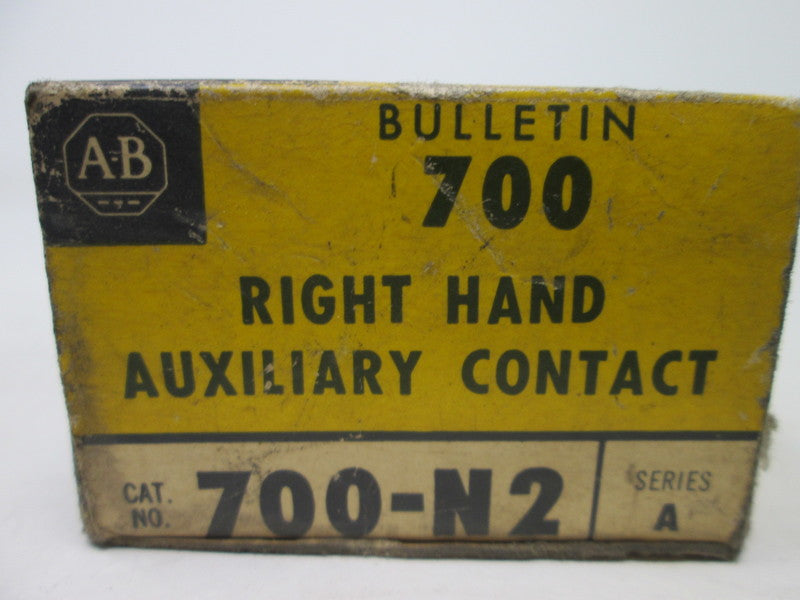 A-B
BULLETIN
700
RIGHT HAND
AUXILIARY CONTACT
CAT. NO. 700-N2
SERIES A